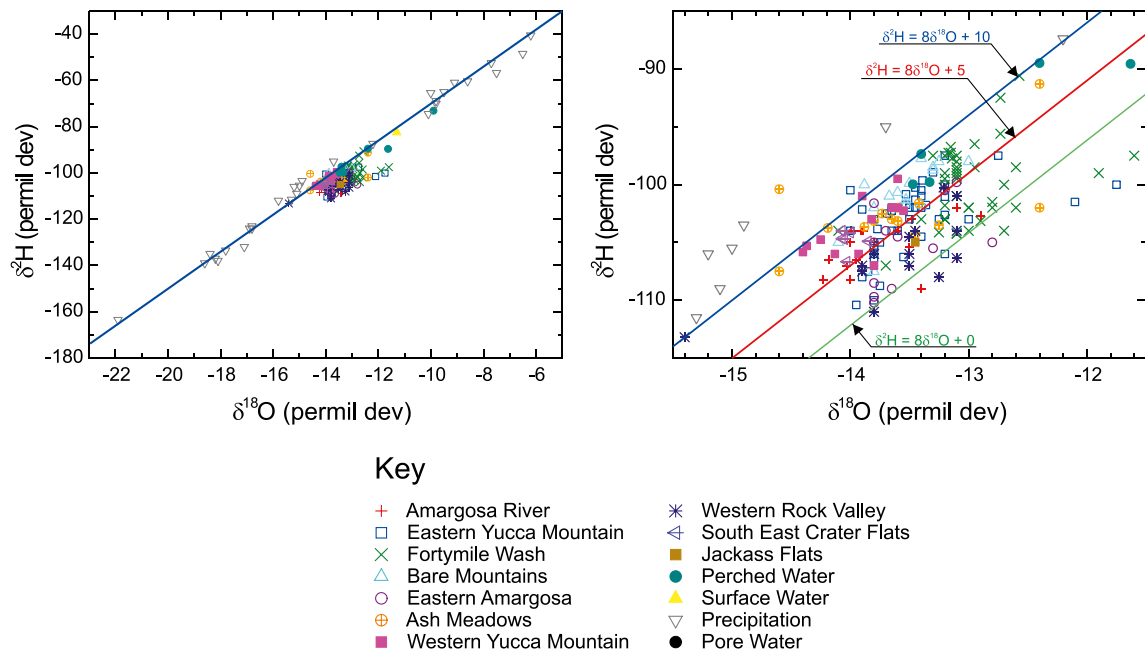 -40
-60
-80
-100
-120
-140
-160
-180
δ²H (permil dev)
-22 -20 -18 -16 -14 -12 -10 -8 -6
δ¹⁸O (permil dev)
-90
-100
-110
δ²H (permil dev)
δ²H = 8δ¹⁸O + 10
δ²H = 8δ¹⁸O + 5
δ²H = 8δ¹⁸O + 0
-15 -14 -13 -12
δ¹⁸O (permil dev)
Key
Amargosa River
Eastern Yucca Mountain
Fortymile Wash
Bare Mountains
Eastern Amargosa
Ash Meadows
Western Yucca Mountain
Western Rock Valley
South East Crater Flats
Jackass Flats
Perched Water
Surface Water
Precipitation
Pore Water